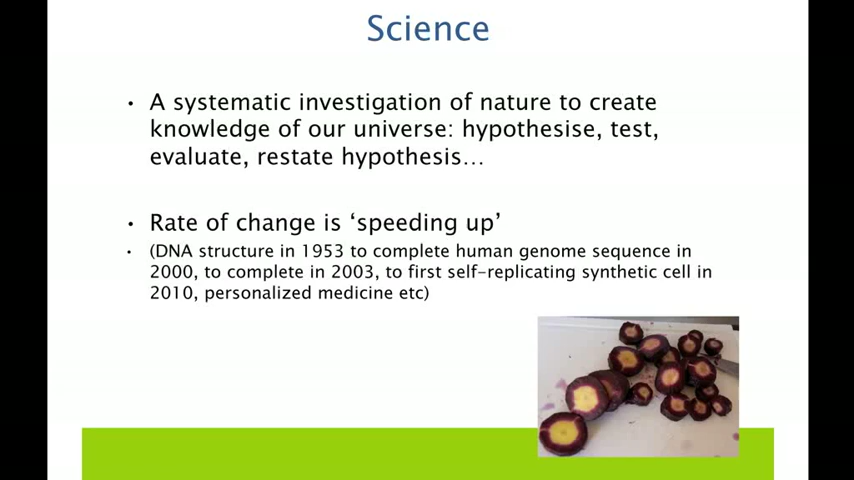 Science
• A systematic investigation of nature to create
knowledge of our universe: hypothesise, test,
evaluate, restate hypothesis…
• Rate of change is ‘speeding up’
• (DNA structure in 1953 to complete human genome sequence in
2000, to complete in 2003, to first self-replicating synthetic cell in
2010, personalized medicine etc)